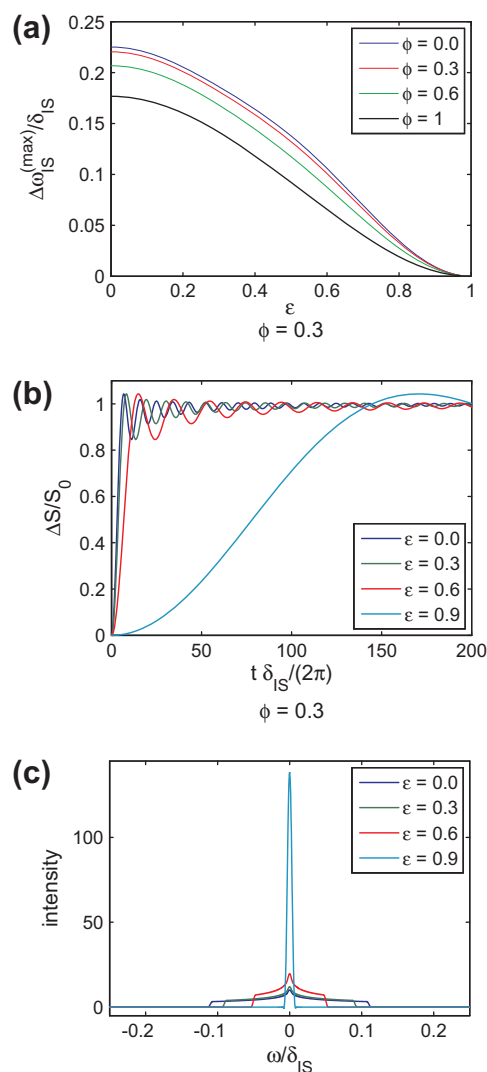 (a)
0.25
0.2
0.15
0.1
0.05
0
Δω_IS^(max)/δ_IS
ϕ = 0.0
ϕ = 0.3
ϕ = 0.6
ϕ = 1
0 0.2 0.4 0.6 0.8 1
ε
ϕ = 0.3
(b)
1
0.8
0.6
0.4
0.2
0
ΔS/S_0
ε = 0.0
ε = 0.3
ε = 0.6
ε = 0.9
0 50 100 150 200
t δ_IS/(2π)
ϕ = 0.3
(c)
100
50
0
intensity
ε = 0.0
ε = 0.3
ε = 0.6
ε = 0.9
-0.2 -0.1 0 0.1 0.2
ω/δ_IS